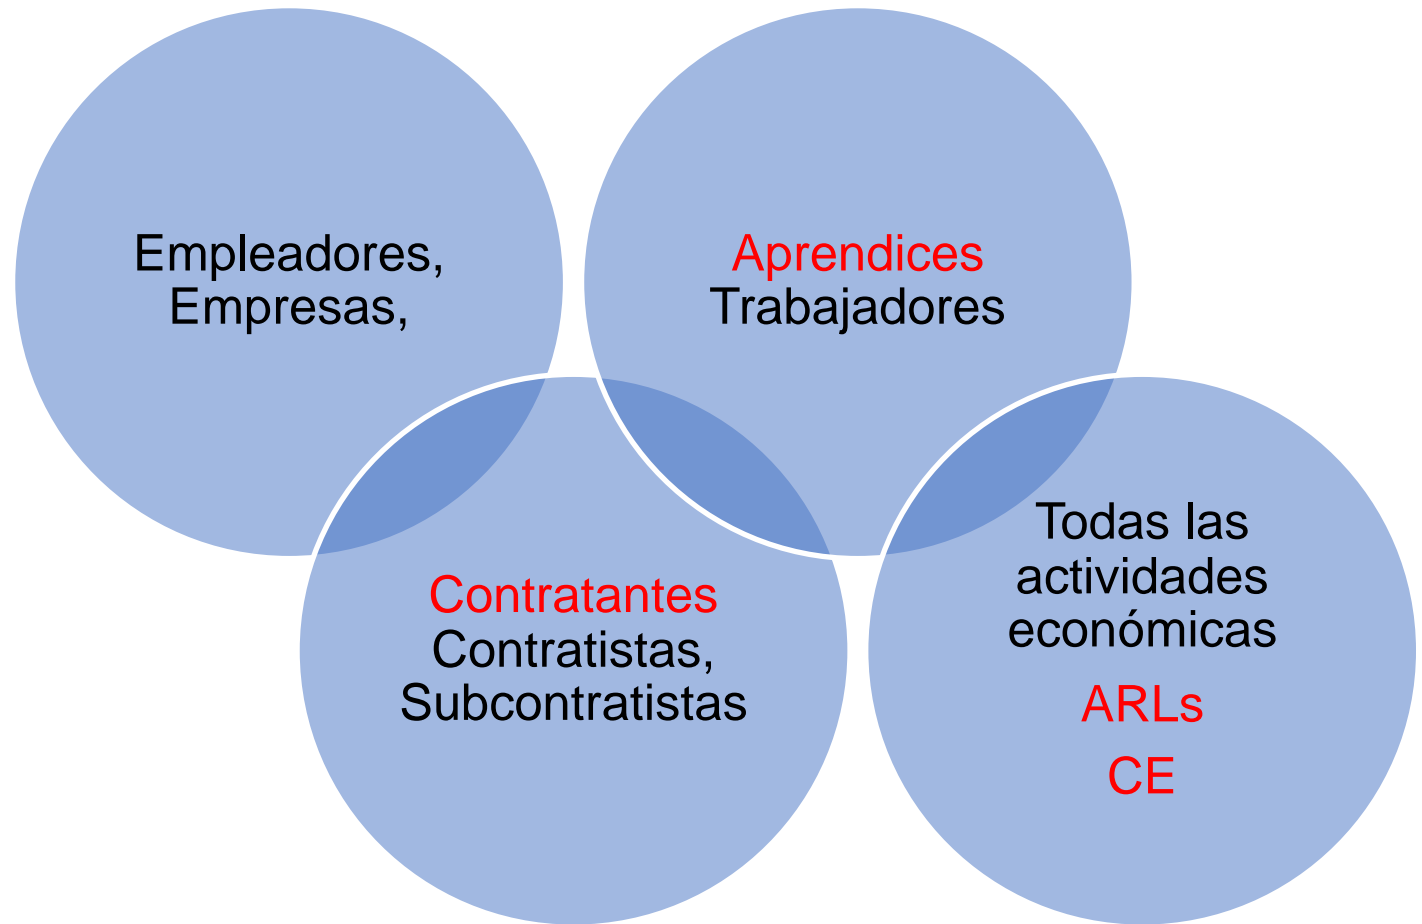 Empleadores,
Empresas,
Aprendices
Trabajadores
Contratantes
Contratistas,
Subcontratistas
Todas las
actividades
económicas
ARLs
CE